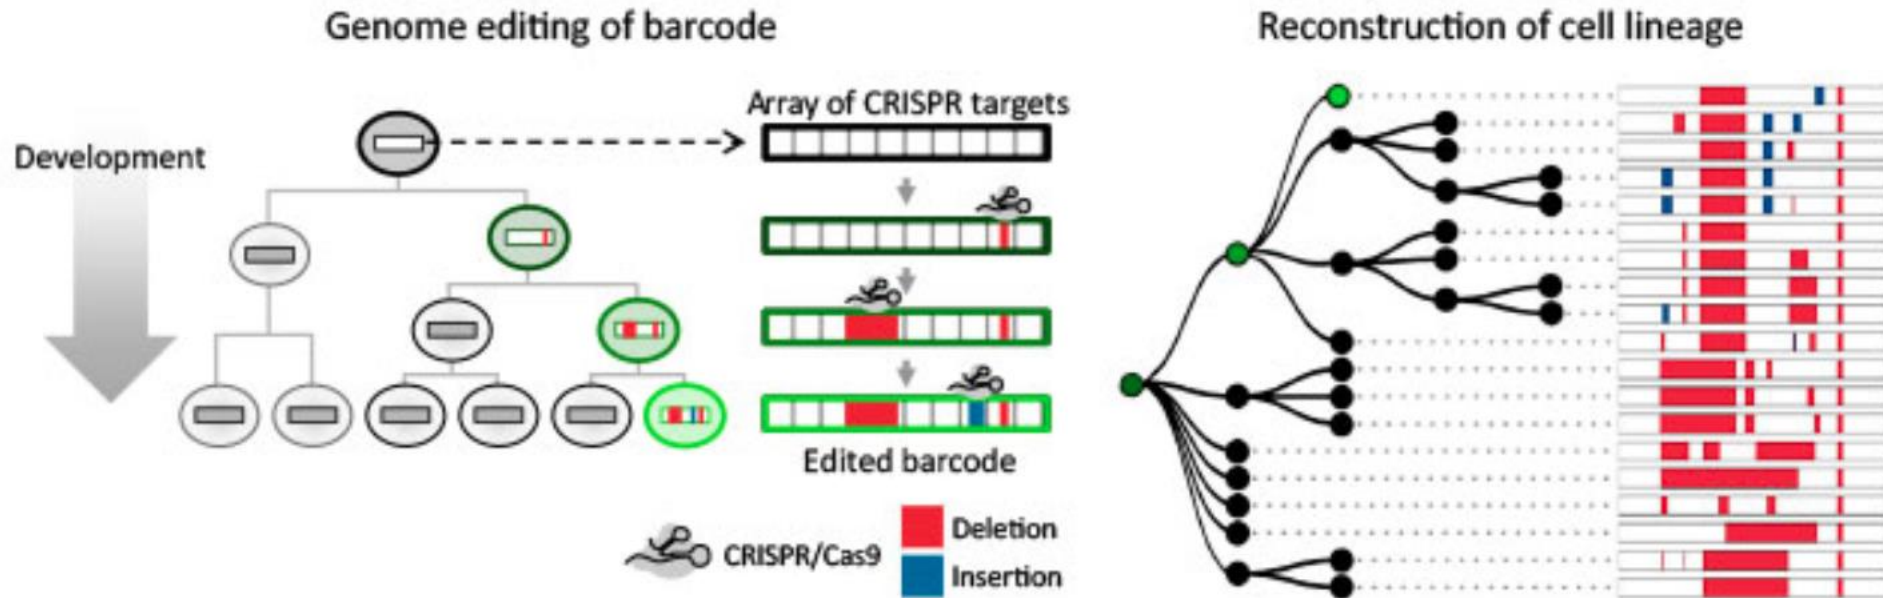 Genome editing of barcode
Reconstruction of cell lineage
Development
Array of CRISPR targets
Edited barcode
CRISPR/Cas9
Deletion
Insertion